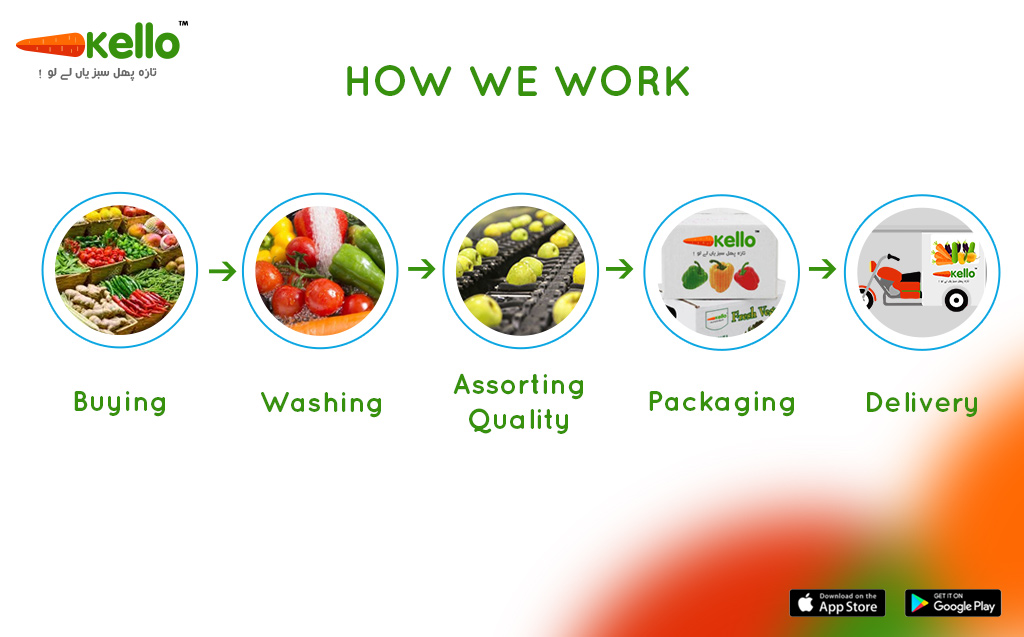 kello™
تازہ پھل سبزیاں لے لو !
HOW WE WORK
kello
تازہ پھل سبزیاں لے لو !
kello
Fresh
kello
Buying
Washing
Assorting
Quality
Packaging
Delivery
Download on the
App Store
GET IT ON
Google Play